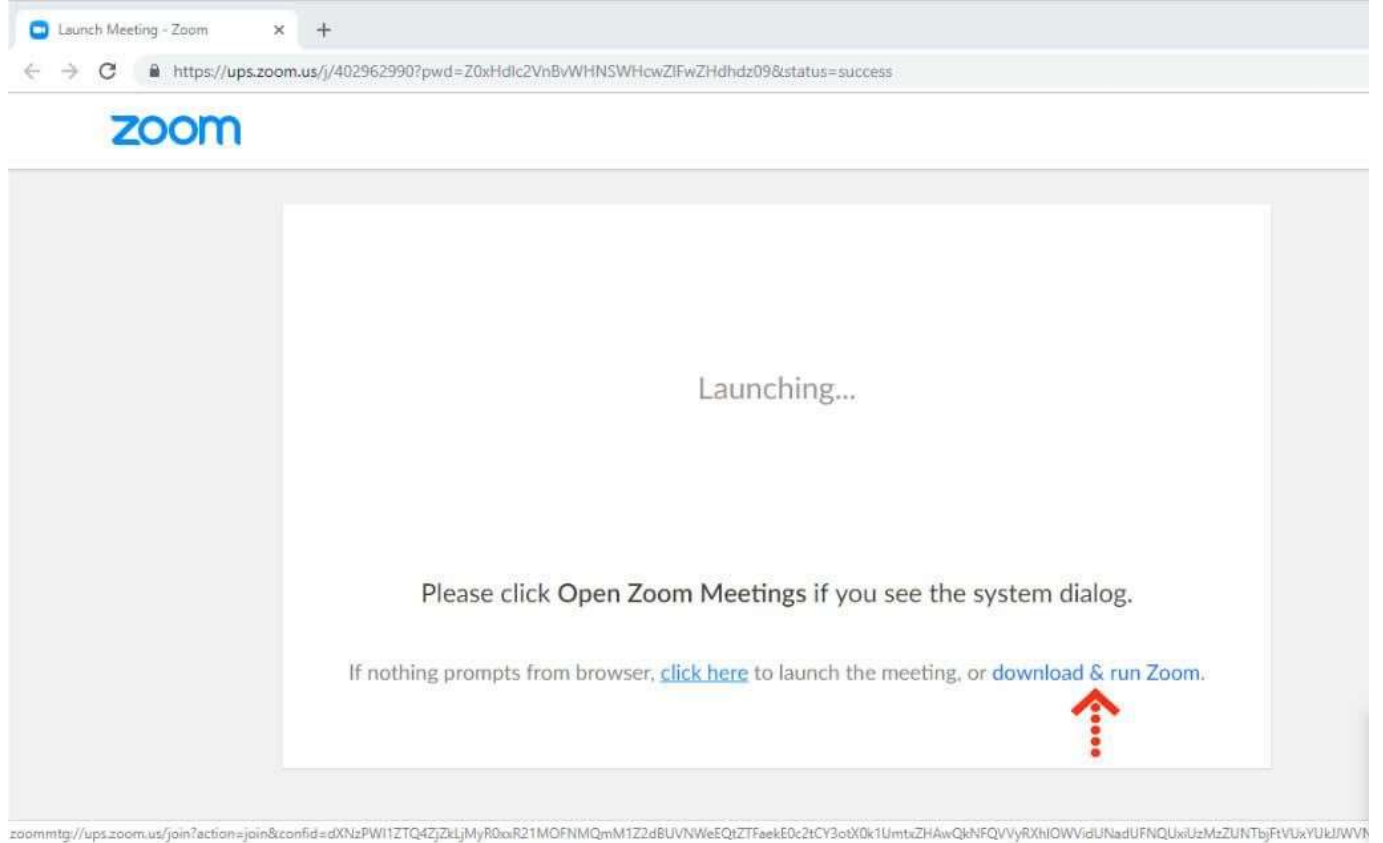 Launch Meeting - Zoom
https://ups.zoom.us/j/402962990?pwd=Z0xHdlc2VnBvWHNSWHcwZlFwZHdhdz09&status=success
zoom
Launching...
Please click Open Zoom Meetings if you see the system dialog.
If nothing prompts from browser, click here to launch the meeting, or download & run Zoom.